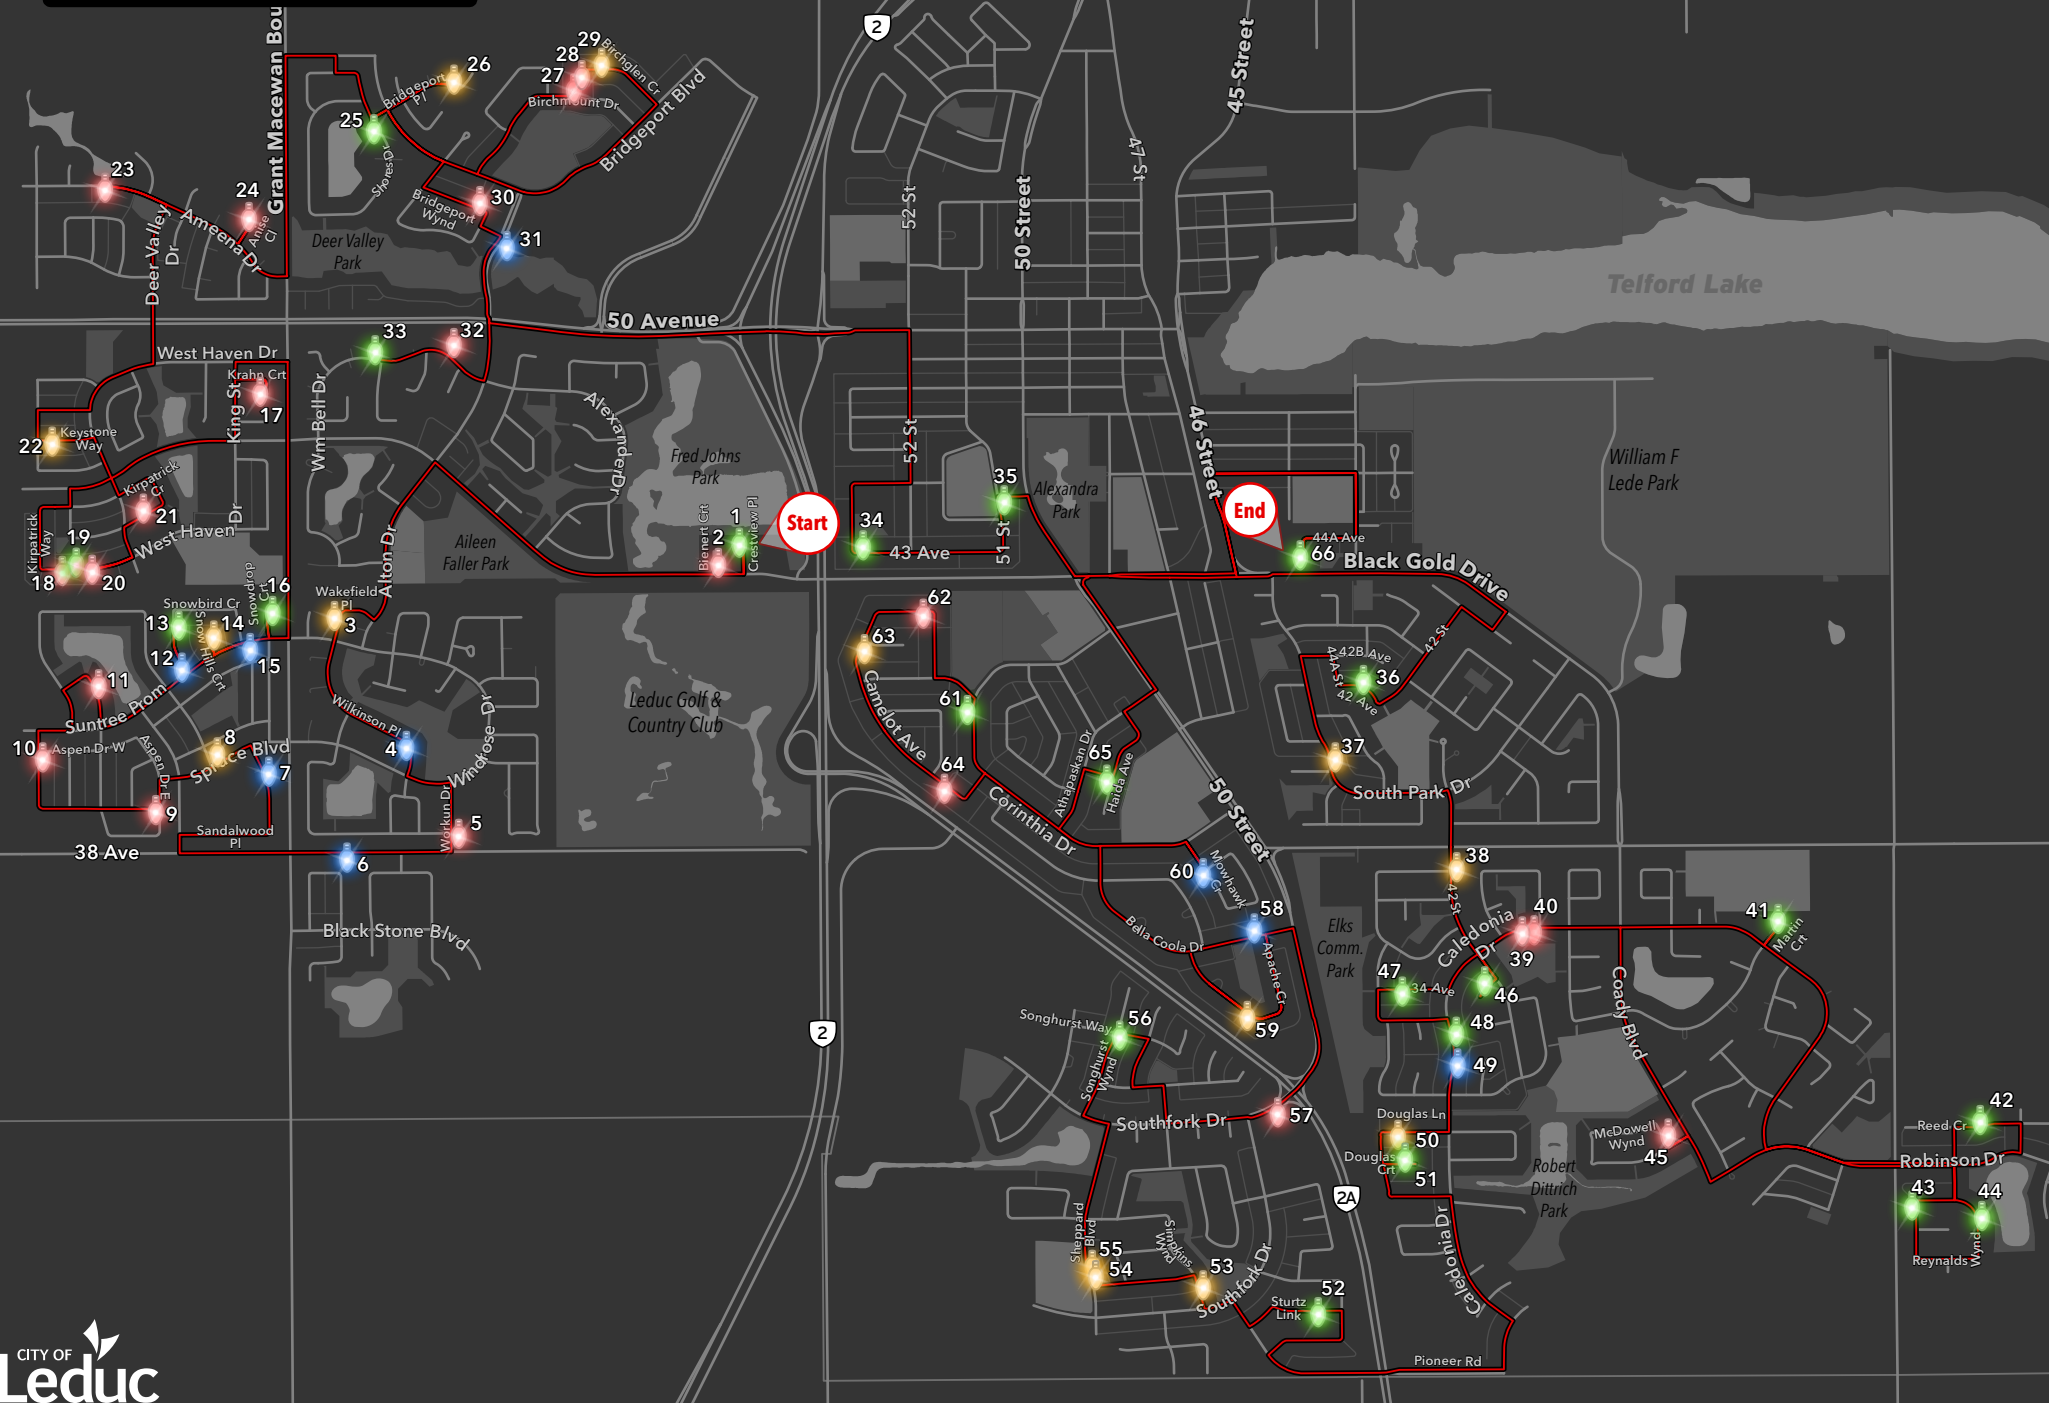 2
29
28
27
26
Birchglen Cr
Birchmount Dr
Bridgeport Blvd
Bridgeport
Pl
25
Shores Dr
Grant Macewan Bou
45 Street
47 St
23
24
Ameena Dr
Anise
Cl
Deer Valley
Dr
Deer Valley
Park
30
Bridgeport
Wynd
31
52 St
50 Street
Telford Lake
50 Avenue
33
32
West Haven Dr
Krahn Crt
17
King St
Wm Bell Dr
Alexander Dr
Fred Johns
Park
52 St
46 Street
William F
Lede Park
22
Keystone
Way
Kirpatrick
Cr
21
Kirpatrick
Way
19
18
20
West Haven
Dr
Alton Dr
Aileen
Faller Park
Bienert Crt
2
1
Crestview Pl
Start
34
43 Ave
35
51 St
Alexandra
Park
End
44A Ave
66
Black Gold Drive
Snowbird Cr
Snowdrop
Crt
16
13
14
Snow Hills Crt
12
15
11
Suntree Prom
10
Aspen Dr W
Aspen Dr E
8
Spruce Blvd
7
9
Sandalwood
Pl
38 Ave
Wakefield
Pl
3
Wilkinson Pl
4
Windrose Dr
Workun Dr
5
6
Black Stone Blvd
Leduc Golf &
Country Club
62
63
Camelot Ave
61
64
Corinthia Dr
Athapaskan Dr
65
Haida Ave
50 Street
42B Ave
44A St
36
42 Ave
42 St
37
South Park Dr
38
42 St
60
Mowhawk
Cr
58
Bella Coola Dr
Apache Cr
59
Elks
Comm.
Park
Caledonia
Dr
40
39
41
Martin
Crt
47
34 Ave
46
48
49
Coady Blvd
Songhurst Way
56
Songhurst
Wynd
Southfork Dr
57
2
Douglas Ln
50
Douglas
Crt
51
McDowell
Wynd
45
Robert
Dittrich
Park
42
Reed Cr
Robinson Dr
43
44
Reynalds
Wynd
2A
Sheppard
Blvd
55
54
Simpkins
Wynd
53
Southfork Dr
Sturtz
Link
52
Caledonia Dr
Pioneer Rd
CITY OF
Leduc